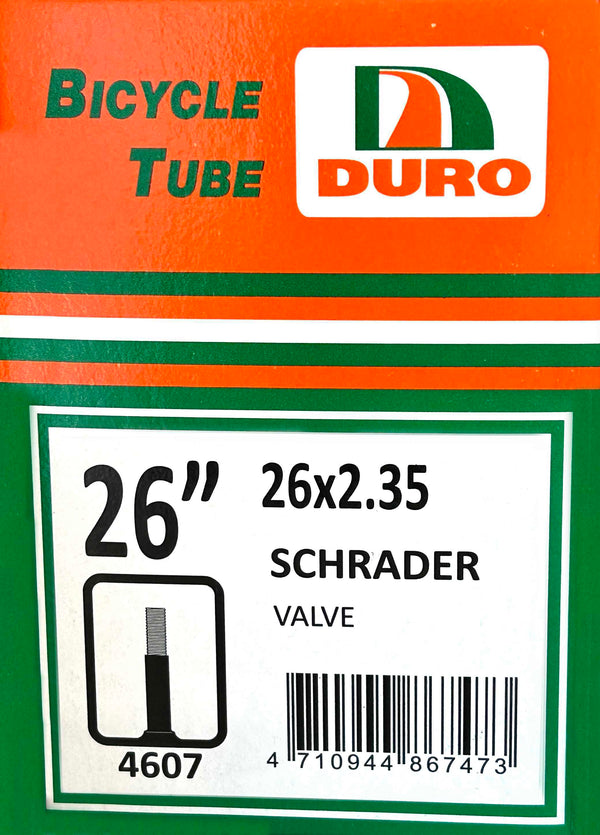 BICYCLE
TUBE
DURO
26”
26x2.35
SCHRADER
VALVE
4607
4 710944 867473